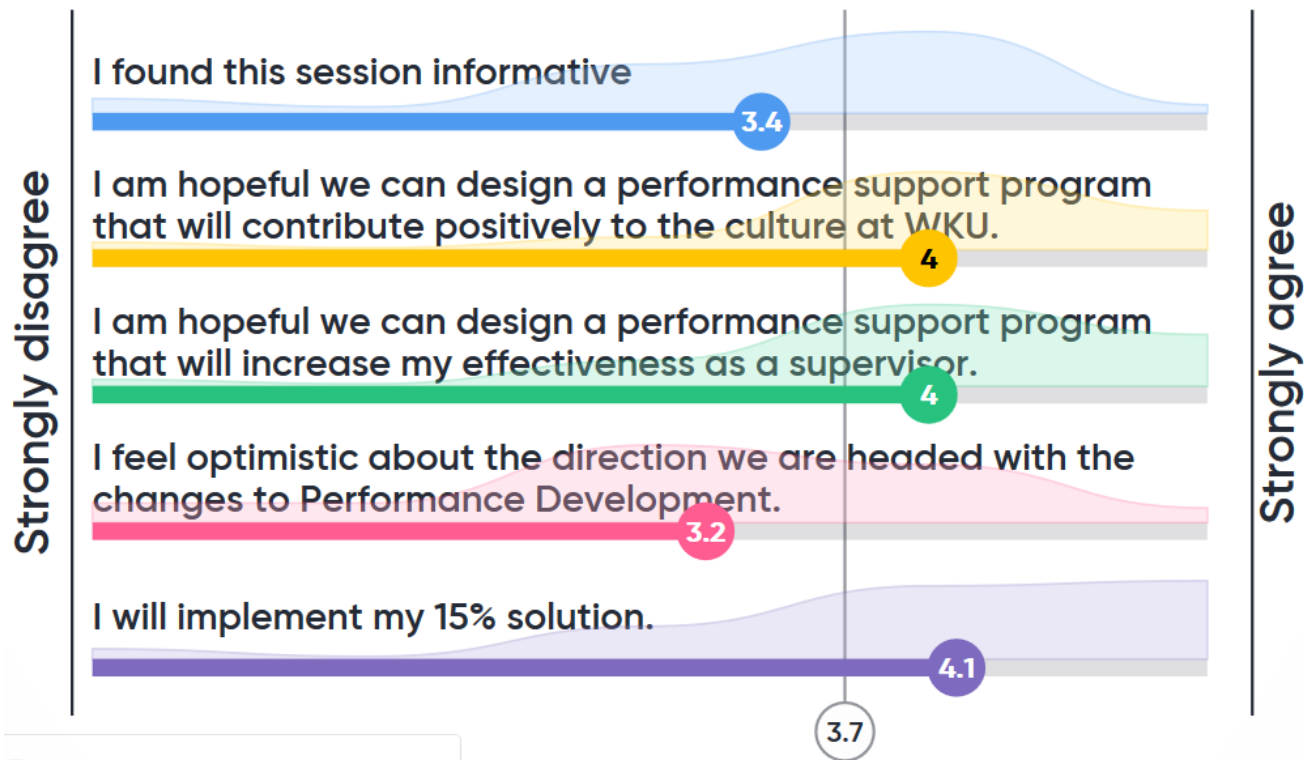 Strongly disagree
I found this session informative
3.4
I am hopeful we can design a performance support program
that will contribute positively to the culture at WKU.
4
I am hopeful we can design a performance support program
that will increase my effectiveness as a supervisor.
4
I feel optimistic about the direction we are headed with the
changes to Performance Development.
3.2
I will implement my 15% solution.
4.1
3.7
Strongly agree